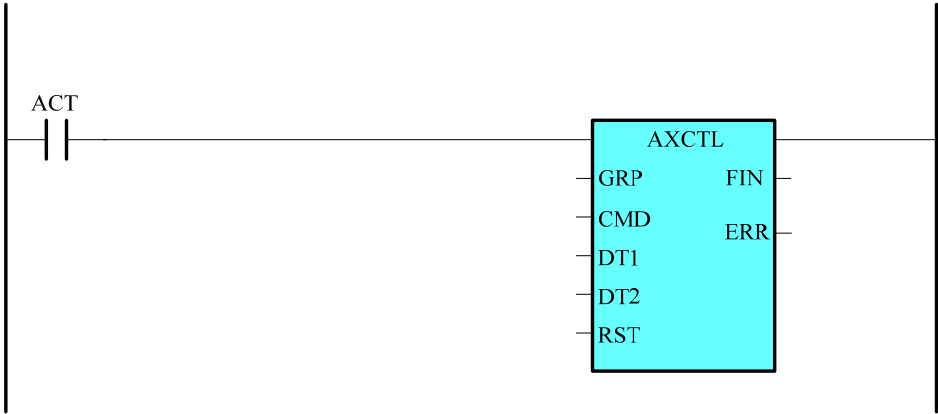 ACT
AXCTL
GRP FIN
CMD
ERR
DT1
DT2
RST